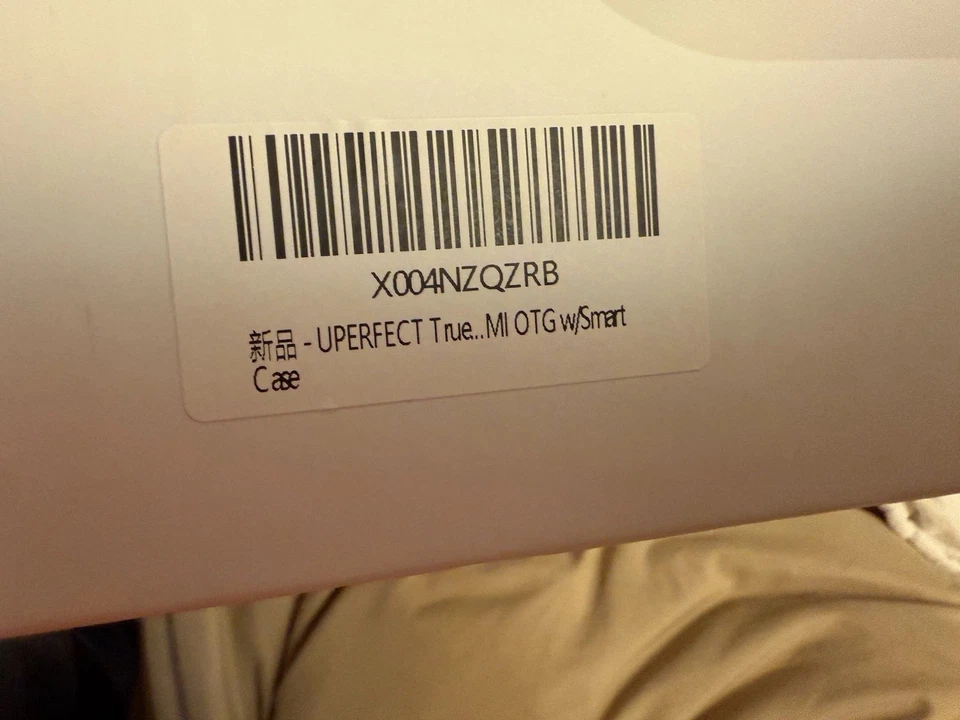 X004NZQZRB
新品 - UPERFECT True...MI OTG w/Smart
Case